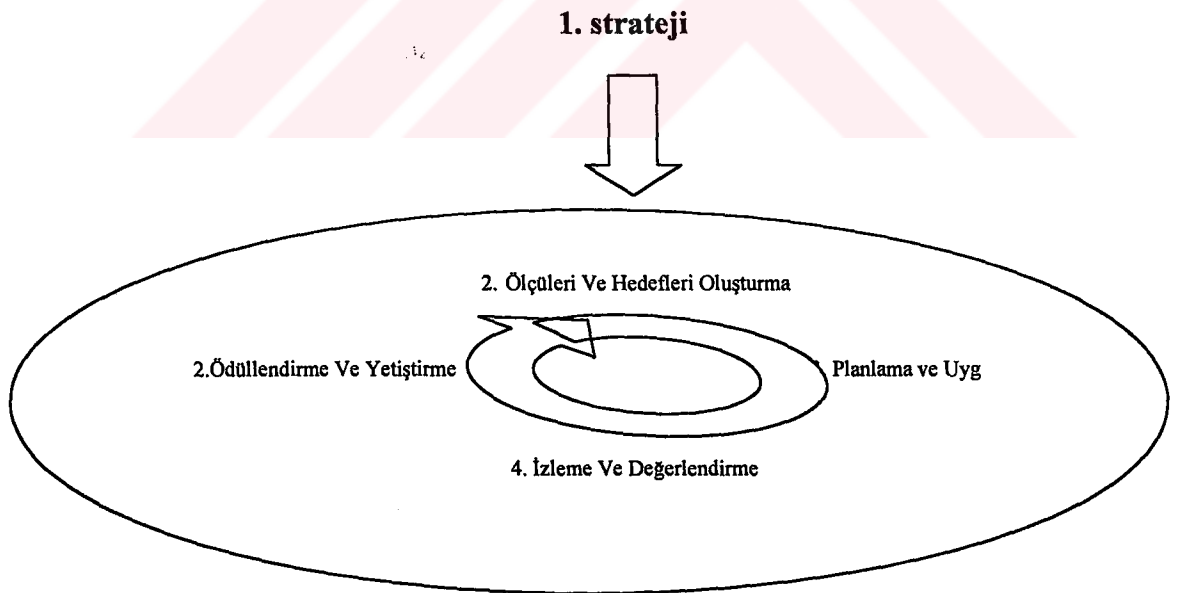 1. strateji
2. Ölçüleri Ve Hedefleri Oluşturma
2.Ödüllendirme Ve Yetiştirme
Planlama ve Uyg
4. İzleme Ve Değerlendirme